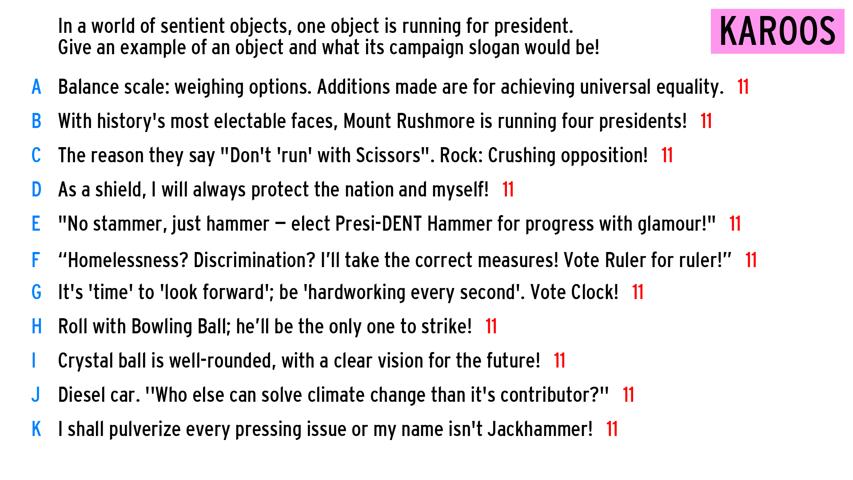 In a world of sentient objects, one object is running for president.
Give an example of an object and what its campaign slogan would be!
KAROOS
A Balance scale: weighing options. Additions made are for achieving universal equality. 11
B With history's most electable faces, Mount Rushmore is running four presidents! 11
C The reason they say "Don't 'run' with Scissors". Rock: Crushing opposition! 11
D As a shield, I will always protect the nation and myself! 11
E "No stammer, just hammer – elect Presi-DENT Hammer for progress with glamour!" 11
F “Homelessness? Discrimination? I’ll take the correct measures! Vote Ruler for ruler!” 11
G It's 'time' to 'look forward'; be 'hardworking every second'. Vote Clock! 11
H Roll with Bowling Ball; he’ll be the only one to strike! 11
I Crystal ball is well-rounded, with a clear vision for the future! 11
J Diesel car. ''Who else can solve climate change than it's contributor?'' 11
K I shall pulverize every pressing issue or my name isn't Jackhammer! 11